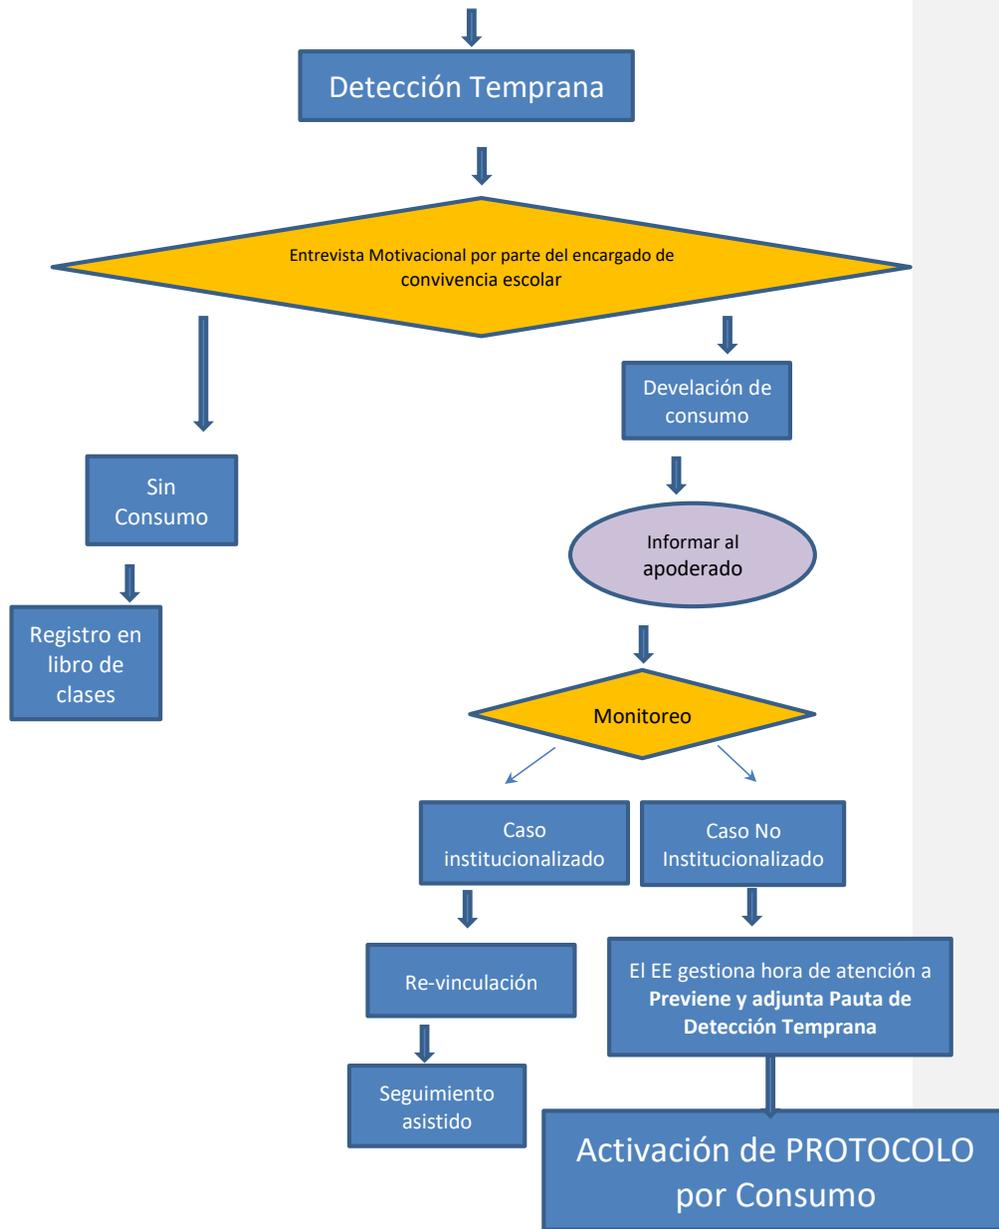 Detección Temprana
Entrevista Motivacional por parte del encargado de
convivencia escolar
Develación de
consumo
Sin
Consumo
Informar al
apoderado
Registro en
libro de
clases
Monitoreo
Caso
institucionalizado
Caso No
Institucionalizado
Re-vinculación
El EE gestiona hora de atención a
Previene y adjunta Pauta de
Detección Temprana
Seguimiento
asistido
Activación de PROTOCOLO
por Consumo